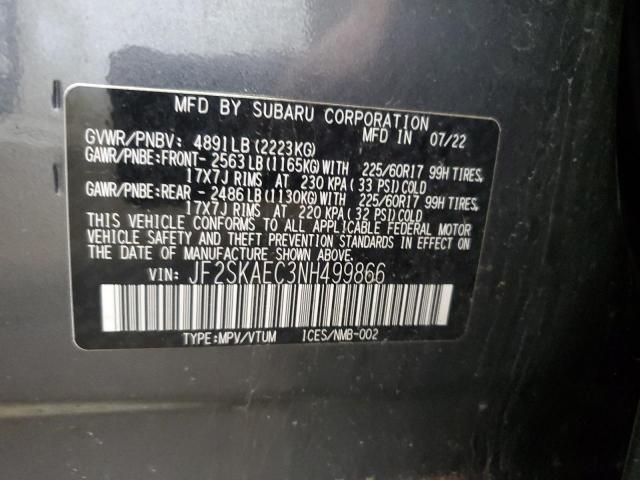 MFD BY SUBARU CORPORATION
GVWR/PNBV: 4891LB (2223KG) MFD IN 07/22
GAWR/PNBE:FRONT- 2563LB (1165KG) WITH 225/60R17 99H TIRES,
17X7J RIMS AT 230 KPA (33 PSI) COLD
GAWR/PNBE:REAR - 2486LB (1130KG) WITH 225/60R17 99H TIRES,
17X7J RIMS AT 220 KPA (32 PSI) COLD
THIS VEHICLE CONFORMS TO ALL APPLICABLE FEDERAL MOTOR
VEHICLE SAFETY AND THEFT PREVENTION STANDARDS IN EFFECT ON
THE DATE OF MANUFACTURE SHOWN ABOVE.
VIN: JF2SKAEC3NH499866
TYPE:MPV/VTUM 1CES/NMB-002